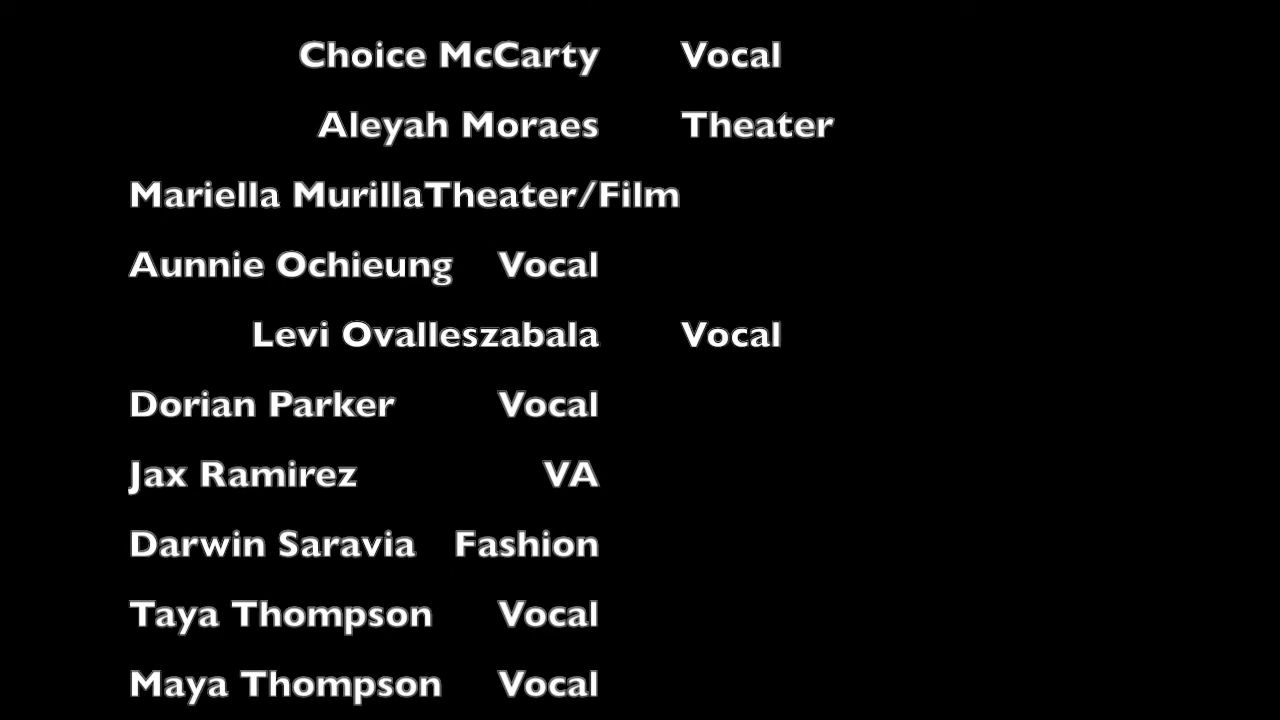 Choice McCarty Vocal
Aleyah Moraes Theater
Mariella MurillaTheater/Film
Aunnie Ochieung Vocal
Levi Ovalleszabala Vocal
Dorian Parker Vocal
Jax Ramirez VA
Darwin Saravia Fashion
Taya Thompson Vocal
Maya Thompson Vocal